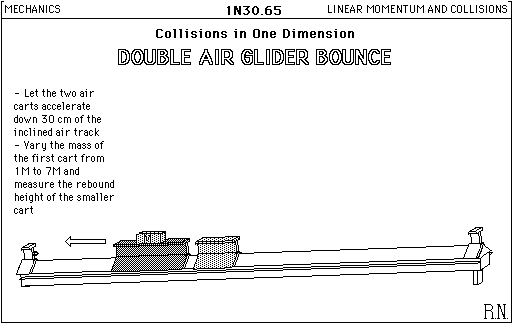 MECHANICS
1N30.65
LINEAR MOMENTUM AND COLLISIONS
Collisions in One Dimension
DOUBLE AIR GLIDER BOUNCE
- Let the two air
carts accelerate
down 30 cm of the
inclined air track
- Vary the mass of
the first cart from
1M to 7M and
measure the rebound
height of the smaller
cart
R.N.